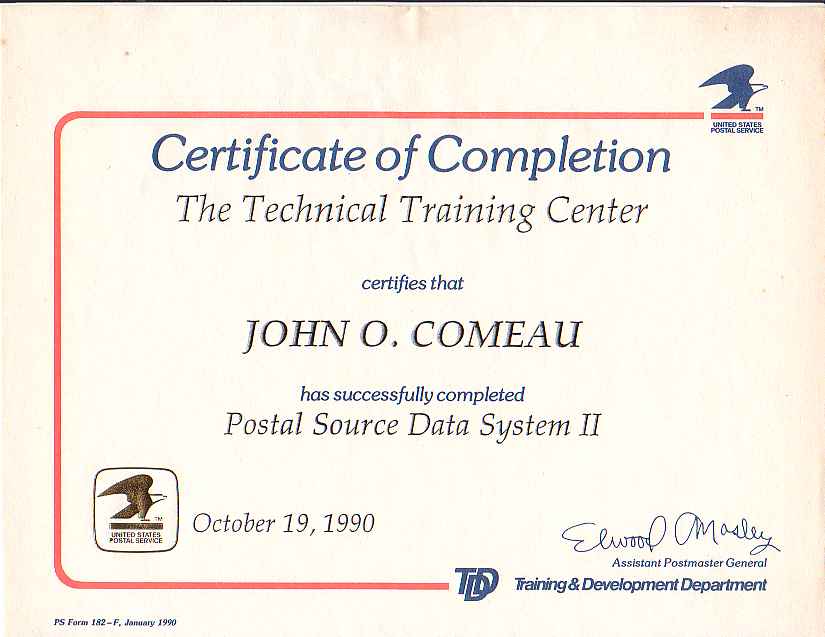 TM
UNITED STATES
POSTAL SERVICE
Certificate of Completion
The Technical Training Center
certifies that
JOHN O. COMEAU
has successfully completed
Postal Source Data System II
TM
UNITED STATES
POSTAL SERVICE
October 19, 1990
Elwood Mosley
Assistant Postmaster General
TDD Training & Development Department
PS Form 182-F, January 1990